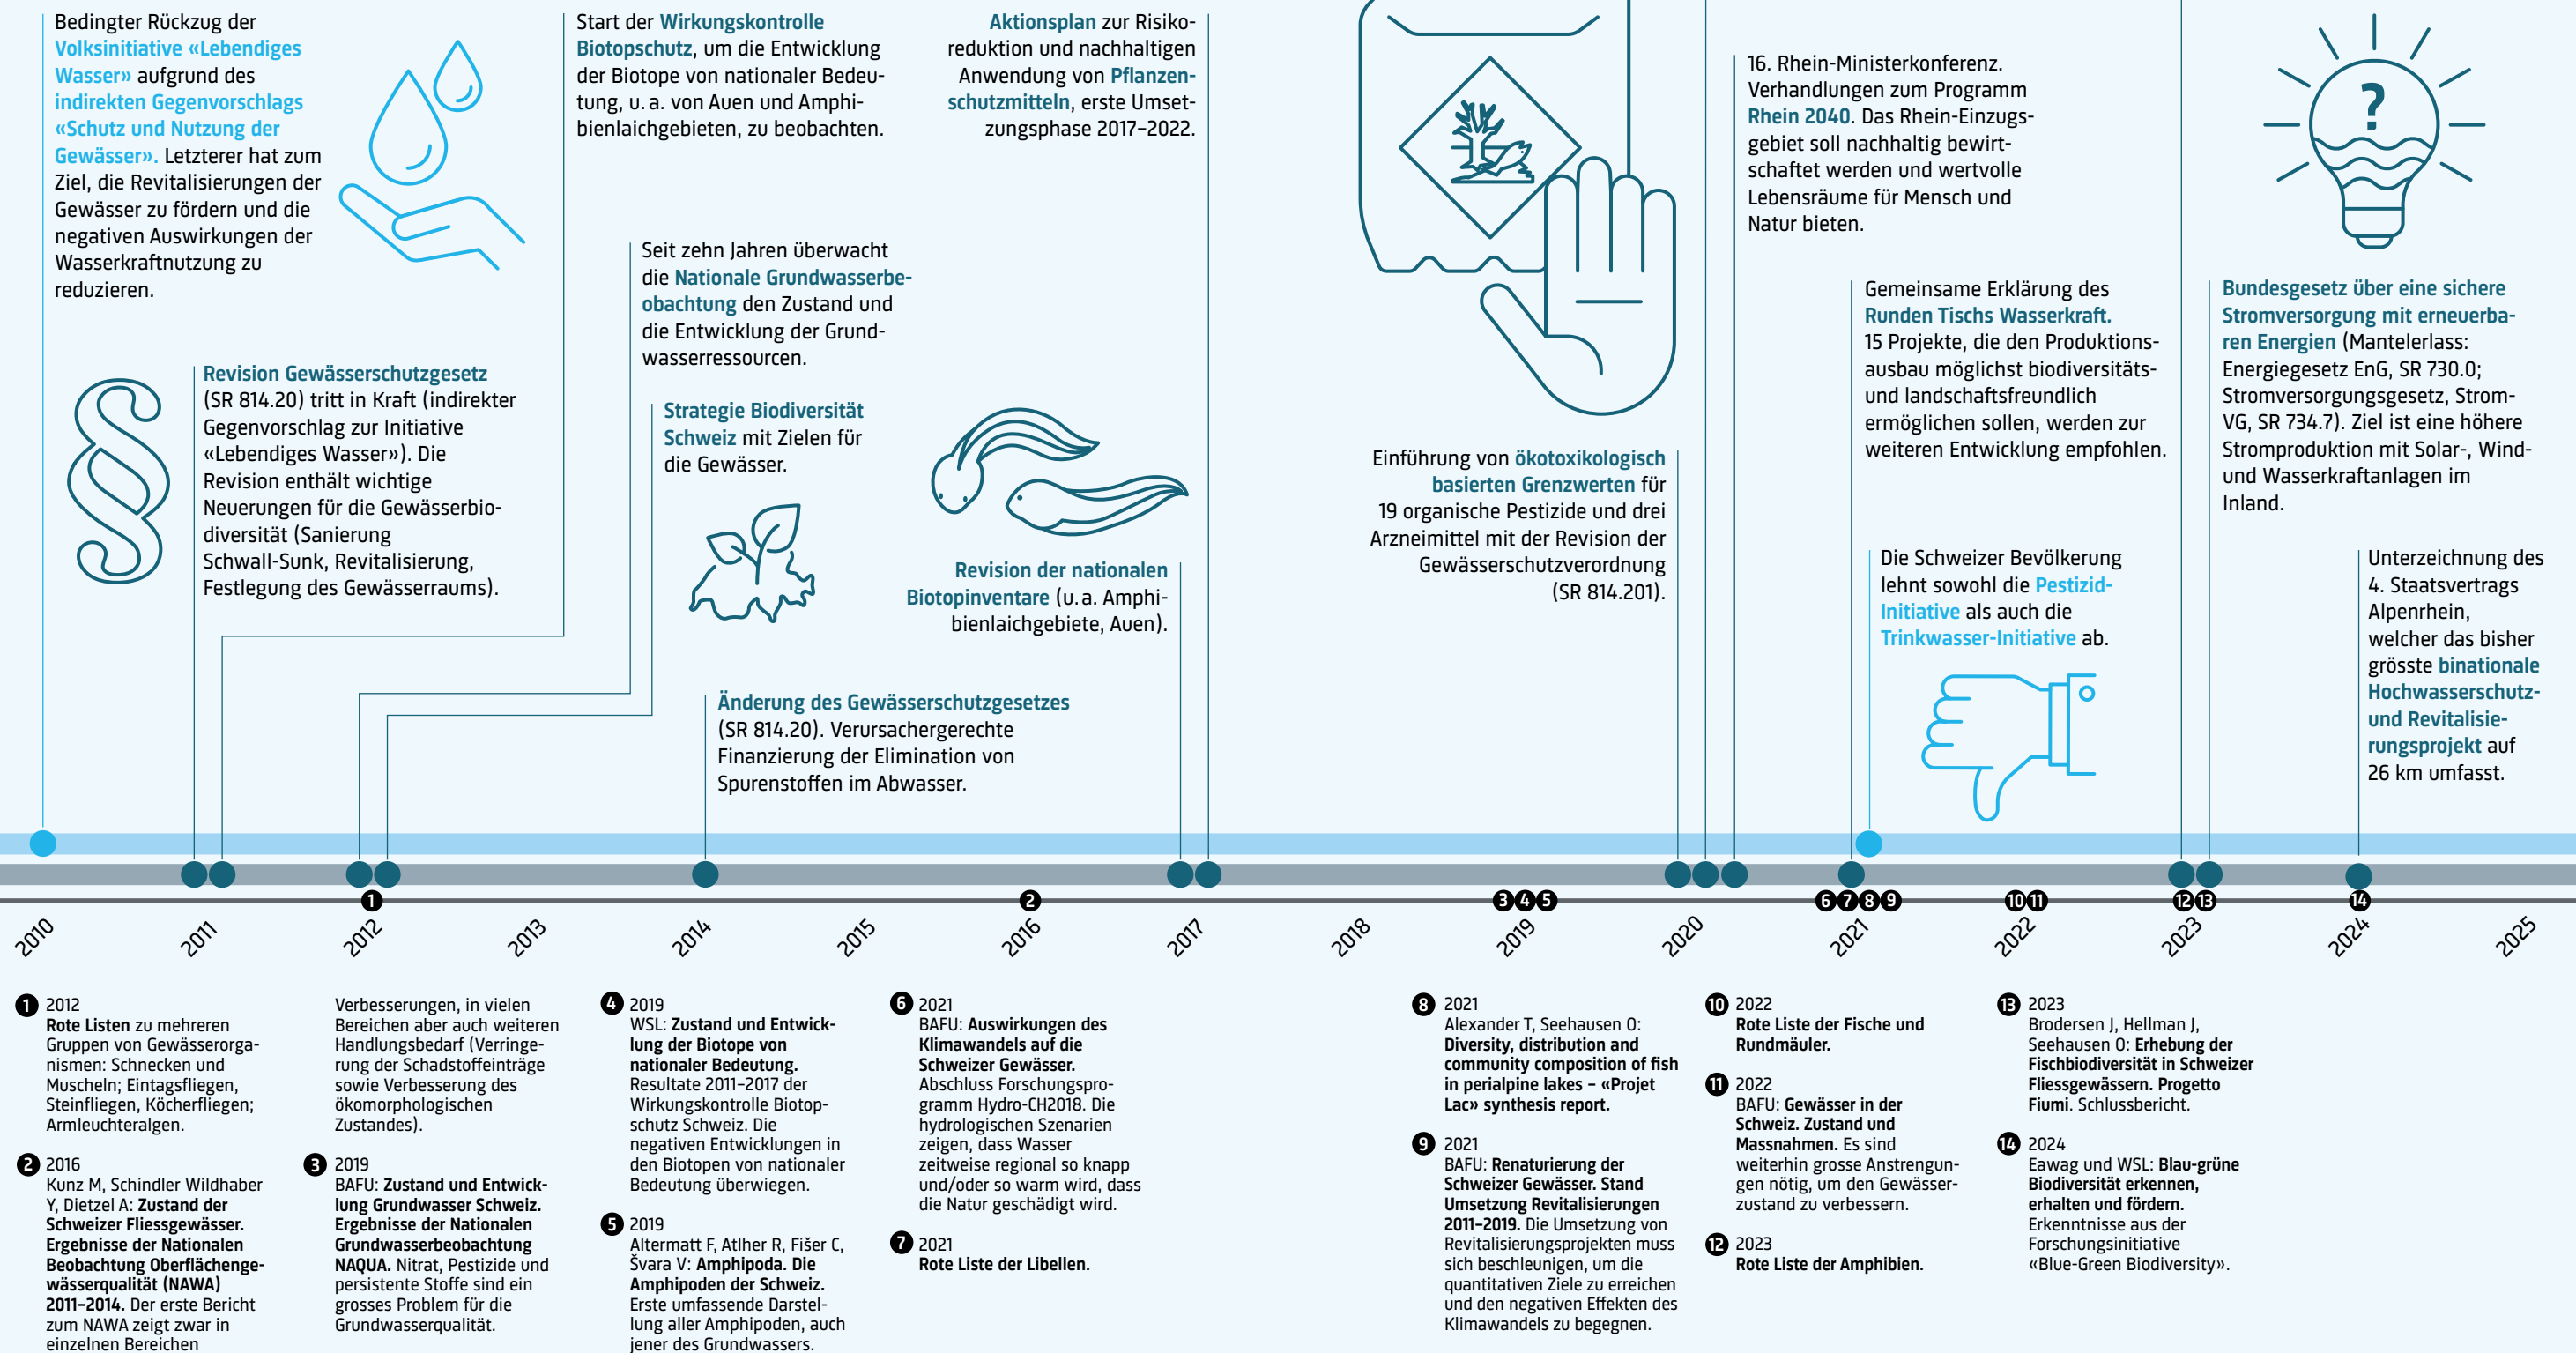 Bedingter Rückzug der
Volksinitiative «Lebendiges
Wasser» aufgrund des
indirekten Gegenvorschlags
«Schutz und Nutzung der
Gewässer». Letzterer hat zum
Ziel, die Revitalisierungen der
Gewässer zu fördern und die
negativen Auswirkungen der
Wasserkraftnutzung zu
reduzieren.
Revision Gewässerschutzgesetz
(SR 814.20) tritt in Kraft (indirekter
Gegenvorschlag zur Initiative
«Lebendiges Wasser»). Die
Revision enthält wichtige
Neuerungen für die Gewässerbio-
diversität (Sanierung
Schwall-Sunk, Revitalisierung,
Festlegung des Gewässerraums).
Start der Wirkungskontrolle
Biotopschutz, um die Entwicklung
der Biotope von nationaler Bedeu-
tung, u. a. von Auen und Amphi-
bienlaichgebieten, zu beobachten.
Seit zehn Jahren überwacht
die Nationale Grundwasserbe-
obachtung den Zustand und
die Entwicklung der Grund-
wasserressourcen.
Strategie Biodiversität
Schweiz mit Zielen für
die Gewässer.
Änderung des Gewässerschutzgesetzes
(SR 814.20). Verursachergerechte
Finanzierung der Elimination von
Spurenstoffen im Abwasser.
Revision der nationalen
Biotopinventare (u. a. Amphi-
bienlaichgebiete, Auen).
Aktionsplan zur Risiko-
reduktion und nachhaltigen
Anwendung von Pflanzen-
schutzmitteln, erste Umset-
zungsphase 2017–2022.
Einführung von ökotoxikologisch
basierten Grenzwerten für
19 organische Pestizide und drei
Arzneimittel mit der Revision der
Gewässerschutzverordnung
(SR 814.201).
16. Rhein-Ministerkonferenz.
Verhandlungen zum Programm
Rhein 2040. Das Rhein-Einzugs-
gebiet soll nachhaltig bewirt-
schaftet werden und wertvolle
Lebensräume für Mensch und
Natur bieten.
Gemeinsame Erklärung des
Runden Tischs Wasserkraft.
15 Projekte, die den Produktions-
ausbau möglichst biodiversitäts-
und landschaftsfreundlich
ermöglichen sollen, werden zur
weiteren Entwicklung empfohlen.
Die Schweizer Bevölkerung
lehnt sowohl die Pestizid-
Initiative als auch die
Trinkwasser-Initiative ab.
?
Bundesgesetz über eine sichere
Stromversorgung mit erneuerba-
ren Energien (Mantelerlass:
Energiegesetz EnG, SR 730.0;
Stromversorgungsgesetz, Strom-
VG, SR 734.7). Ziel ist eine höhere
Stromproduktion mit Solar-, Wind-
und Wasserkraftanlagen im
Inland.
Unterzeichnung des
4. Staatsvertrags
Alpenrhein,
welcher das bisher
grösste binationale
Hochwasserschutz-
und Revitalisie-
rungsprojekt auf
26 km umfasst.
1 2 3 4 5 6 7 8 9 10 11 12 13 14
2010 2011 2012 2013 2014 2015 2016 2017 2018 2019 2020 2021 2022 2023 2024 2025
1 2012
Rote Listen zu mehreren
Gruppen von Gewässerorga-
nismen: Schnecken und
Muscheln; Eintagsfliegen,
Steinfliegen, Köcherfliegen;
Armleuchteralgen.
2 2016
Kunz M, Schindler Wildhaber
Y, Dietzel A: Zustand der
Schweizer Fliessgewässer.
Ergebnisse der Nationalen
Beobachtung Oberflächenge-
wässerqualität (NAWA)
2011–2014. Der erste Bericht
zum NAWA zeigt zwar in
einzelnen Bereichen
Verbesserungen, in vielen
Bereichen aber auch weiteren
Handlungsbedarf (Verringe-
rung der Schadstoffeinträge
sowie Verbesserung des
ökomorphologischen
Zustandes).
3 2019
BAFU: Zustand und Entwick-
lung Grundwasser Schweiz.
Ergebnisse der Nationalen
Grundwasserbeobachtung
NAQUA. Nitrat, Pestizide und
persistente Stoffe sind ein
grosses Problem für die
Grundwasserqualität.
4 2019
WSL: Zustand und Entwick-
lung der Biotope von
nationaler Bedeutung.
Resultate 2011–2017 der
Wirkungskontrolle Biotop-
schutz Schweiz. Die
negativen Entwicklungen in
den Biotopen von nationaler
Bedeutung überwiegen.
5 2019
Altermatt F, Atlher R, Fišer C,
Švara V: Amphipoda. Die
Amphipoden der Schweiz.
Erste umfassende Darstel-
lung aller Amphipoden, auch
jener des Grundwassers.
6 2021
BAFU: Auswirkungen des
Klimawandels auf die
Schweizer Gewässer.
Abschluss Forschungspro-
gramm Hydro-CH2018. Die
hydrologischen Szenarien
zeigen, dass Wasser
zeitweise regional so knapp
und/oder so warm wird, dass
die Natur geschädigt wird.
7 2021
Rote Liste der Libellen.
8 2021
Alexander T, Seehausen O:
Diversity, distribution and
community composition of fish
in perialpine lakes – «Projet
Lac» synthesis report.
9 2021
BAFU: Renaturierung der
Schweizer Gewässer. Stand
Umsetzung Revitalisierungen
2011–2019. Die Umsetzung von
Revitalisierungsprojekten muss
sich beschleunigen, um die
quantitativen Ziele zu erreichen
und den negativen Effekten des
Klimawandels zu begegnen.
10 2022
Rote Liste der Fische und
Rundmäuler.
11 2022
BAFU: Gewässer in der
Schweiz. Zustand und
Massnahmen. Es sind
weiterhin grosse Anstrengun-
gen nötig, um den Gewässer-
zustand zu verbessern.
12 2023
Rote Liste der Amphibien.
13 2023
Brodersen J, Hellman J,
Seehausen O: Erhebung der
Fischbiodiversität in Schweizer
Fliessgewässern. Progetto
Fiumi. Schlussbericht.
14 2024
Eawag und WSL: Blau-grüne
Biodiversität erkennen,
erhalten und fördern.
Erkenntnisse aus der
Forschungsinitiative
«Blue-Green Biodiversity».